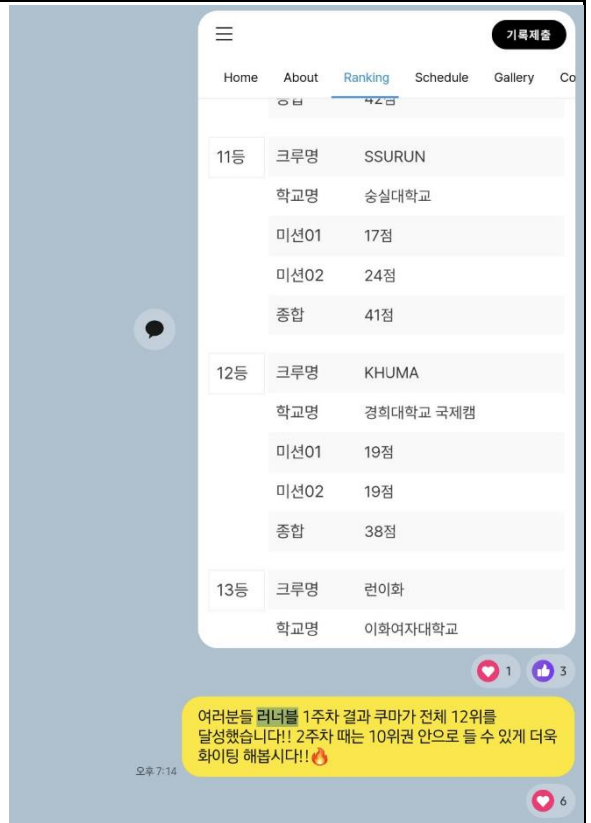 기록제출
Home About Ranking Schedule Gallery Co
종합 42점
11등 크루명 SSURUN
학교명 숭실대학교
미션01 17점
미션02 24점
종합 41점
12등 크루명 KHUMA
학교명 경희대학교 국제캠
미션01 19점
미션02 19점
종합 38점
13등 크루명 런이화
학교명 이화여자대학교
1 3
여러분들 러너블 1주차 결과 쿠마가 전체 12위를
달성했습니다!! 2주차 때는 10위권 안으로 들 수 있게 더욱
화이팅 해봅시다!!🔥
오후 7:14
6